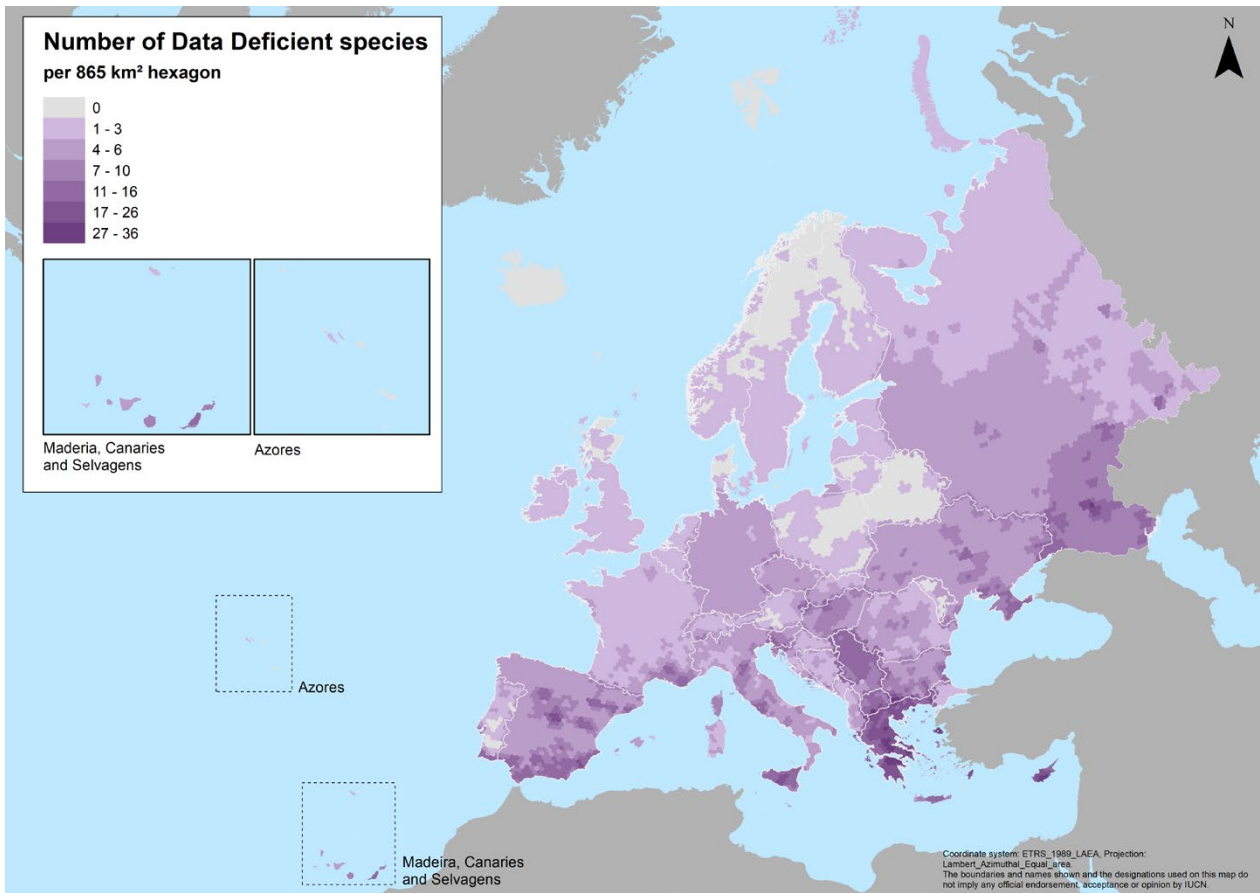 Number of Data Deficient species
per 865 km² hexagon
0
1 - 3
4 - 6
7 - 10
11 - 16
17 - 26
27 - 36
Maderia, Canaries
and Selvagens
Azores
N
Azores
Madeira, Canaries
and Selvagens
Coordinate system: ETRS_1989_LAEA, Projection:
Lambert_Azimuthal_Equal_area.
The boundaries and names shown and the designations used on this map do
not imply any official endorsement, acceptance or opinion by IUCN.